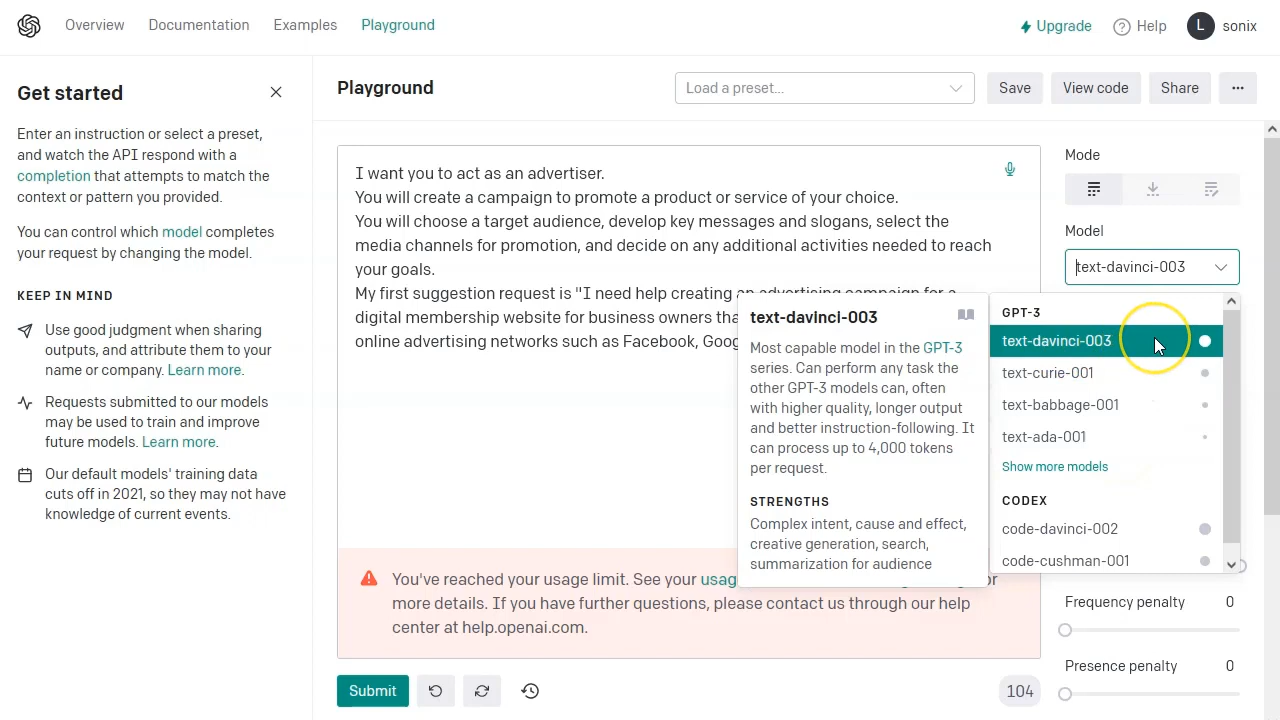 Overview
Documentation
Examples
Playground
Upgrade
Help
L
sonix
Get started
Enter an instruction or select a preset,
and watch the API respond with a
completion that attempts to match the
context or pattern you provided.
You can control which model completes
your request by changing the model.
KEEP IN MIND
Use good judgment when sharing
outputs, and attribute them to your
name or company. Learn more.
Requests submitted to our models
may be used to train and improve
future models. Learn more.
Our default models' training data
cuts off in 2021, so they may not have
knowledge of current events.
Playground
Load a preset...
Save
View code
Share
I want you to act as an advertiser.
You will create a campaign to promote a product or service of your choice.
You will choose a target audience, develop key messages and slogans, select the
media channels for promotion, and decide on any additional activities needed to reach
your goals.
My first suggestion request is "I need help creating an advertising campaign for a
digital membership website for business owners
online advertising networks such as Facebook,
You've reached your usage limit. See your
more details. If you have further questions, please contact us through our help
center at help.openai.com.
Submit
104
text-davinci-003
Most capable model in the GPT-3
series. Can perform any task the
other GPT-3 models can, often
with higher quality, longer output
and better instruction-following. It
can process up to 4,000 tokens
per request.
STRENGTHS
Complex intent, cause and effect,
creative generation, search,
summarization for audience
Mode
Model
text-davinci-003
GPT-3
text-davinci-003
text-curie-001
text-babbage-001
text-ada-001
Show more models
CODEX
code-davinci-002
code-cushman-001
Frequency penalty 0
Presence penalty 0